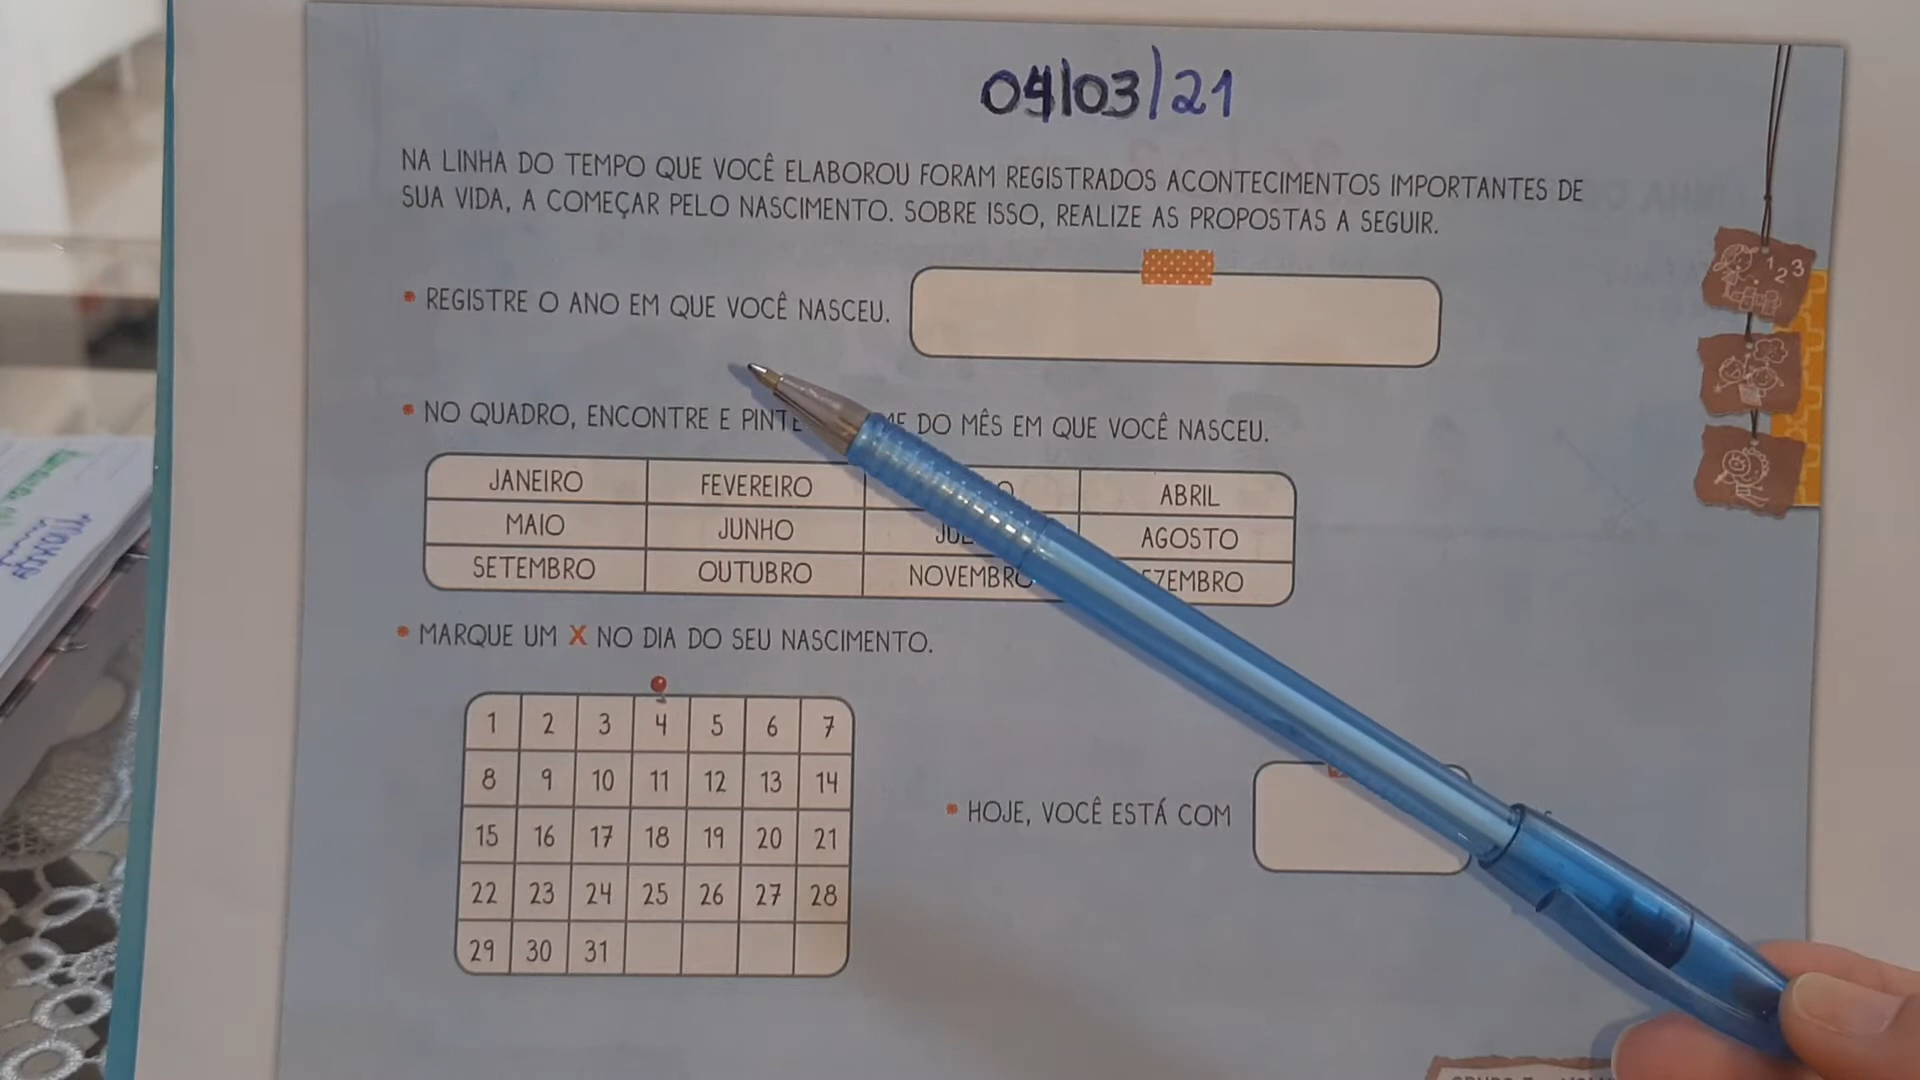 04/03/21
NA LINHA DO TEMPO QUE VOCÊ ELABOROU FORAM REGISTRADOS ACONTECIMENTOS IMPORTANTES DE
SUA VIDA, A COMEÇAR PELO NASCIMENTO. SOBRE ISSO, REALIZE AS PROPOSTAS A SEGUIR.
1 2 3
• REGISTRE O ANO EM QUE VOCÊ NASCEU.
• NO QUADRO, ENCONTRE E PINTE DO MÊS EM QUE VOCÊ NASCEU.
JANEIRO FEVEREIRO ABRIL
MAIO JUNHO AGOSTO
SETEMBRO OUTUBRO NOVEMBRO
• MARQUE UM X NO DIA DO SEU NASCIMENTO.
1 2 3 4 5 6 7
8 9 10 11 12 13 14
15 16 17 18 19 20 21
22 23 24 25 26 27 28
29 30 31
• HOJE, VOCÊ ESTÁ COM